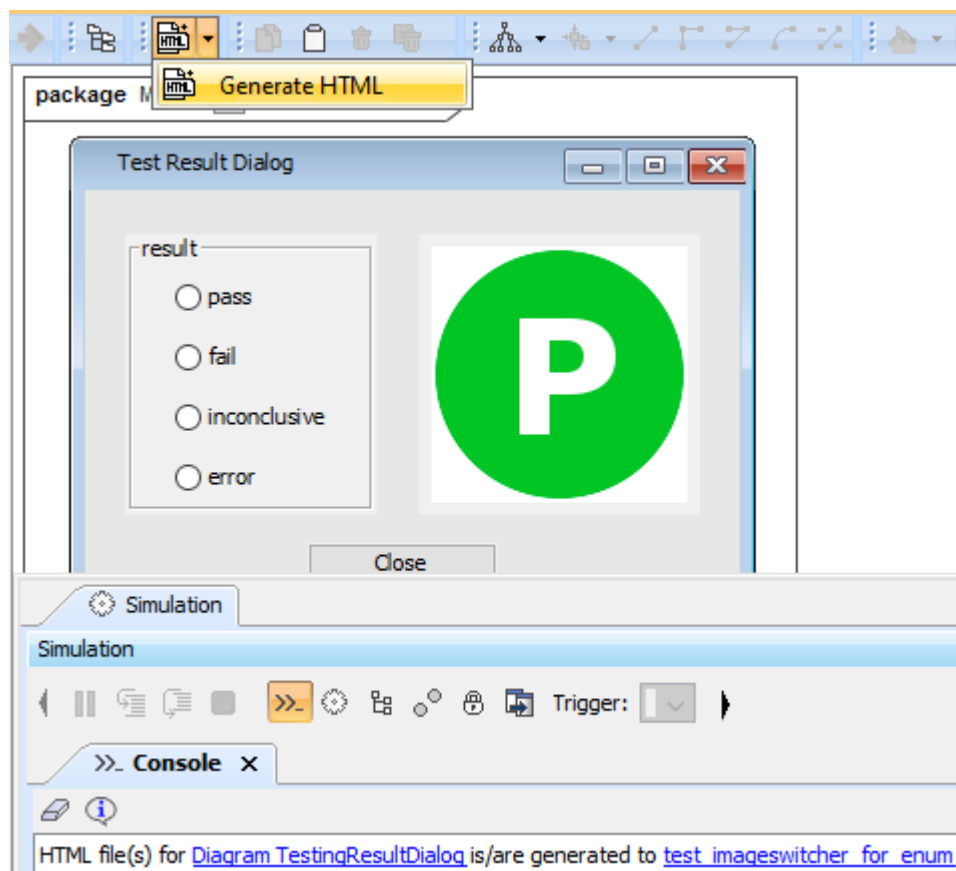 HTML
HTML Generate HTML
package M
Test Result Dialog
result
pass
fail
inconclusive
error
P
Close
Simulation
Simulation
Trigger:
Console
HTML file(s) for Diagram TestingResultDialog is/are generated to test_imageswitcher_for_enum